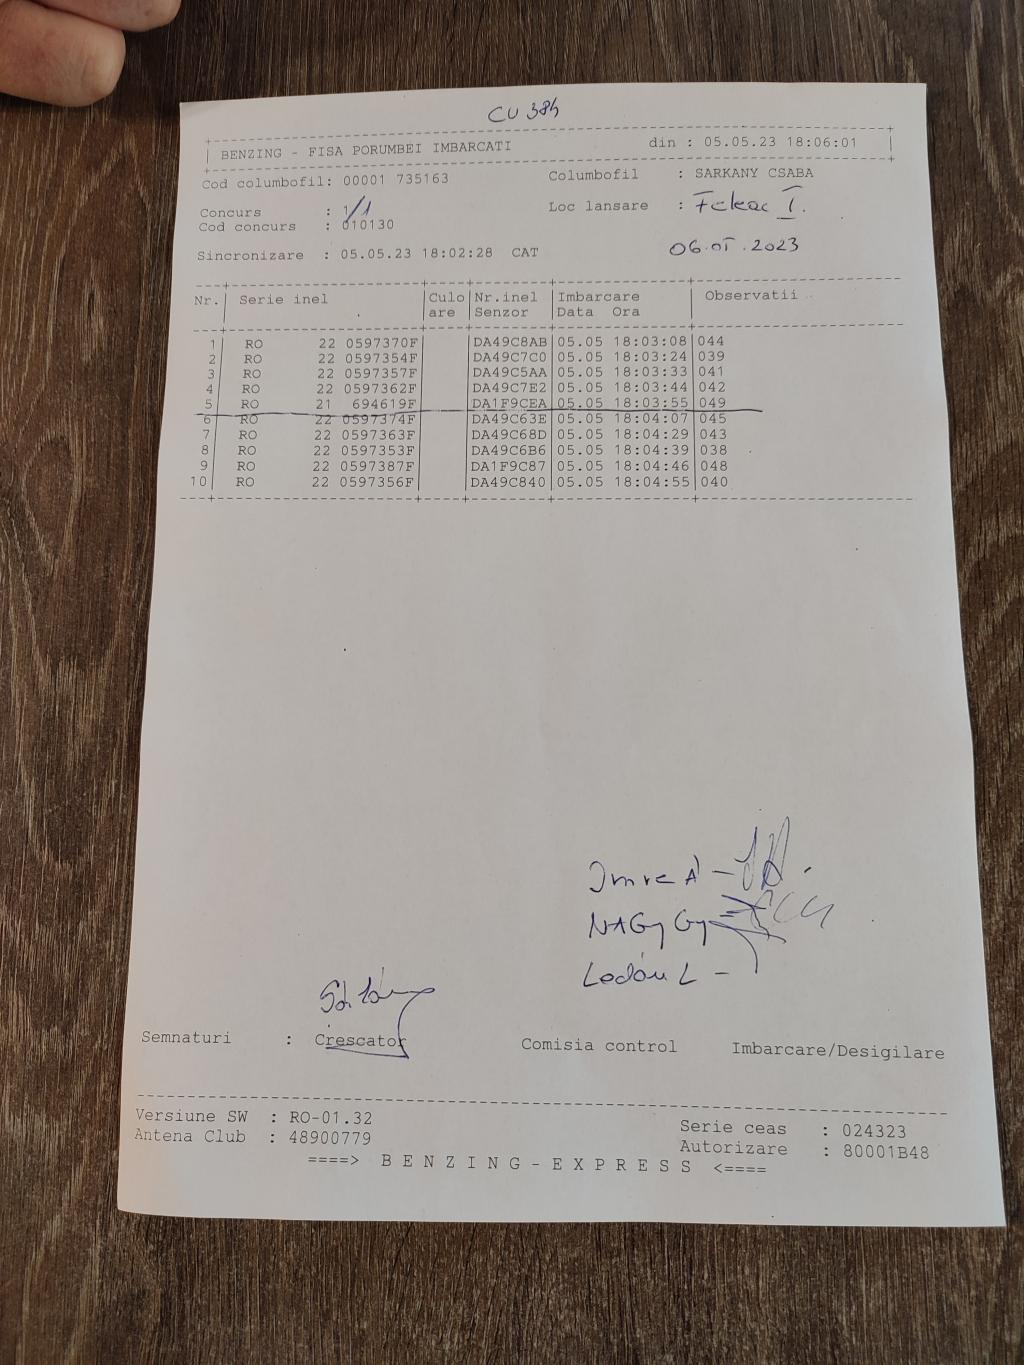 CU 384
BENZING - FISA PORUMBEI IMBARCATI din : 05.05.23 18:06:01
Cod columbofil: 00001 735163 Columbofil : SARKANY CSABA
Concurs : 1/1 Loc lansare : Feleac I.
Cod concurs : 010130
Sincronizare : 05.05.23 18:02:28 CAT 06.05.2023
Nr. Serie inel Culo Nr.inel Imbarcare Observatii
are Senzor Data Ora
1 RO 22 0597370F DA49C8AB 05.05 18:03:08 044
2 RO 22 0597354F DA49C7C0 05.05 18:03:24 039
3 RO 22 0597357F DA49C5AA 05.05 18:03:33 041
4 RO 22 0597362F DA49C7E2 05.05 18:03:44 042
5 RO 21 694619F DA1F9CEA 05.05 18:03:55 049
6 RO 22 0597374F DA49C63E 05.05 18:04:07 045
7 RO 22 0597363F DA49C68D 05.05 18:04:29 043
8 RO 22 0597353F DA49C6B6 05.05 18:04:39 038
9 RO 22 0597387F DA1F9C87 05.05 18:04:46 048
10 RO 22 0597356F DA49C840 05.05 18:04:55 040
Imre A -
NAGy Gy -
L -
Semnaturi : Crescator Comisia control Imbarcare/Desigilare
Versiune SW : RO-01.32 Serie ceas : 024323
Antena Club : 48900779 Autorizare : 80001B48
====> B E N Z I N G - E X P R E S S <====